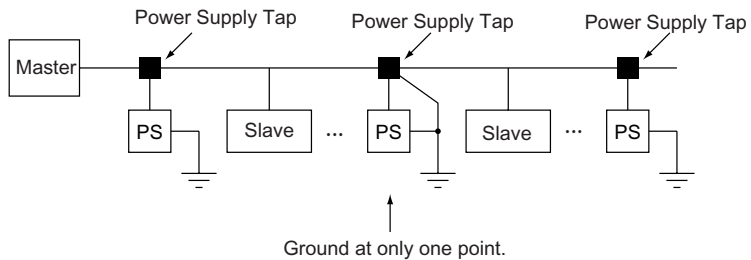 Power Supply Tap
Power Supply Tap
Power Supply Tap
Master
PS
Slave
...
PS
Slave
...
PS
Ground at only one point.